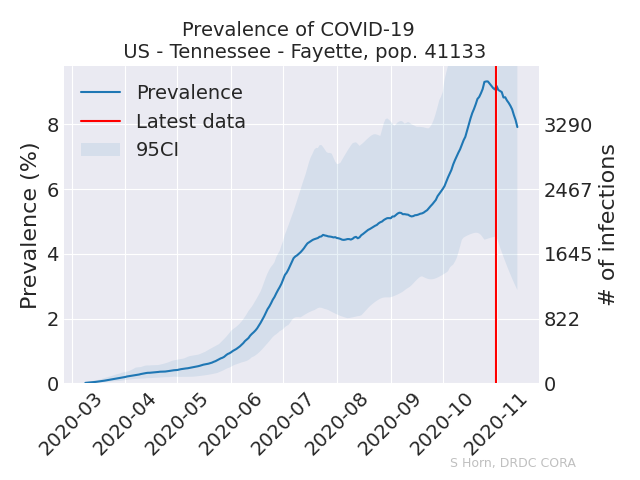 Prevalence of COVID-19
US - Tennessee - Fayette, pop. 41133
Prevalence
Latest data
95CI
Prevalence (%)
8
6
4
2
0
3290
2467
1645
822
0
# of infections
2020-03
2020-04
2020-05
2020-06
2020-07
2020-08
2020-09
2020-10
2020-11
S Horn, DRDC CORA